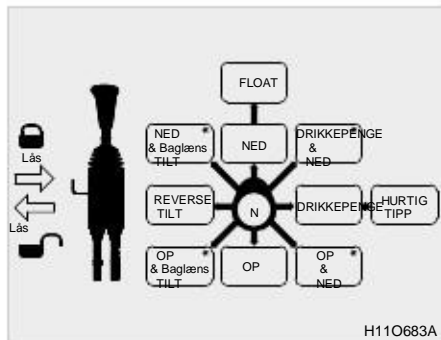 FLOAT
NED
& Baglæns
TILT
NED
DRIKKEPENGE
&
NED
Lås
REVERSE
TILT
N
DRIKKEPENGE
HURTIG
TIPP
Lås
OP
& Baglæns
TILT
OP
OP
&
NED
H11O683A